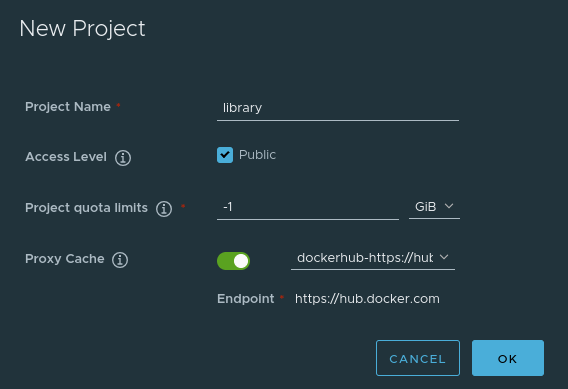 New Project
Project Name * library
Access Level Public
Project quota limits * -1 GiB
Proxy Cache dockerhub-https://hub
Endpoint * https://hub.docker.com
CANCEL OK